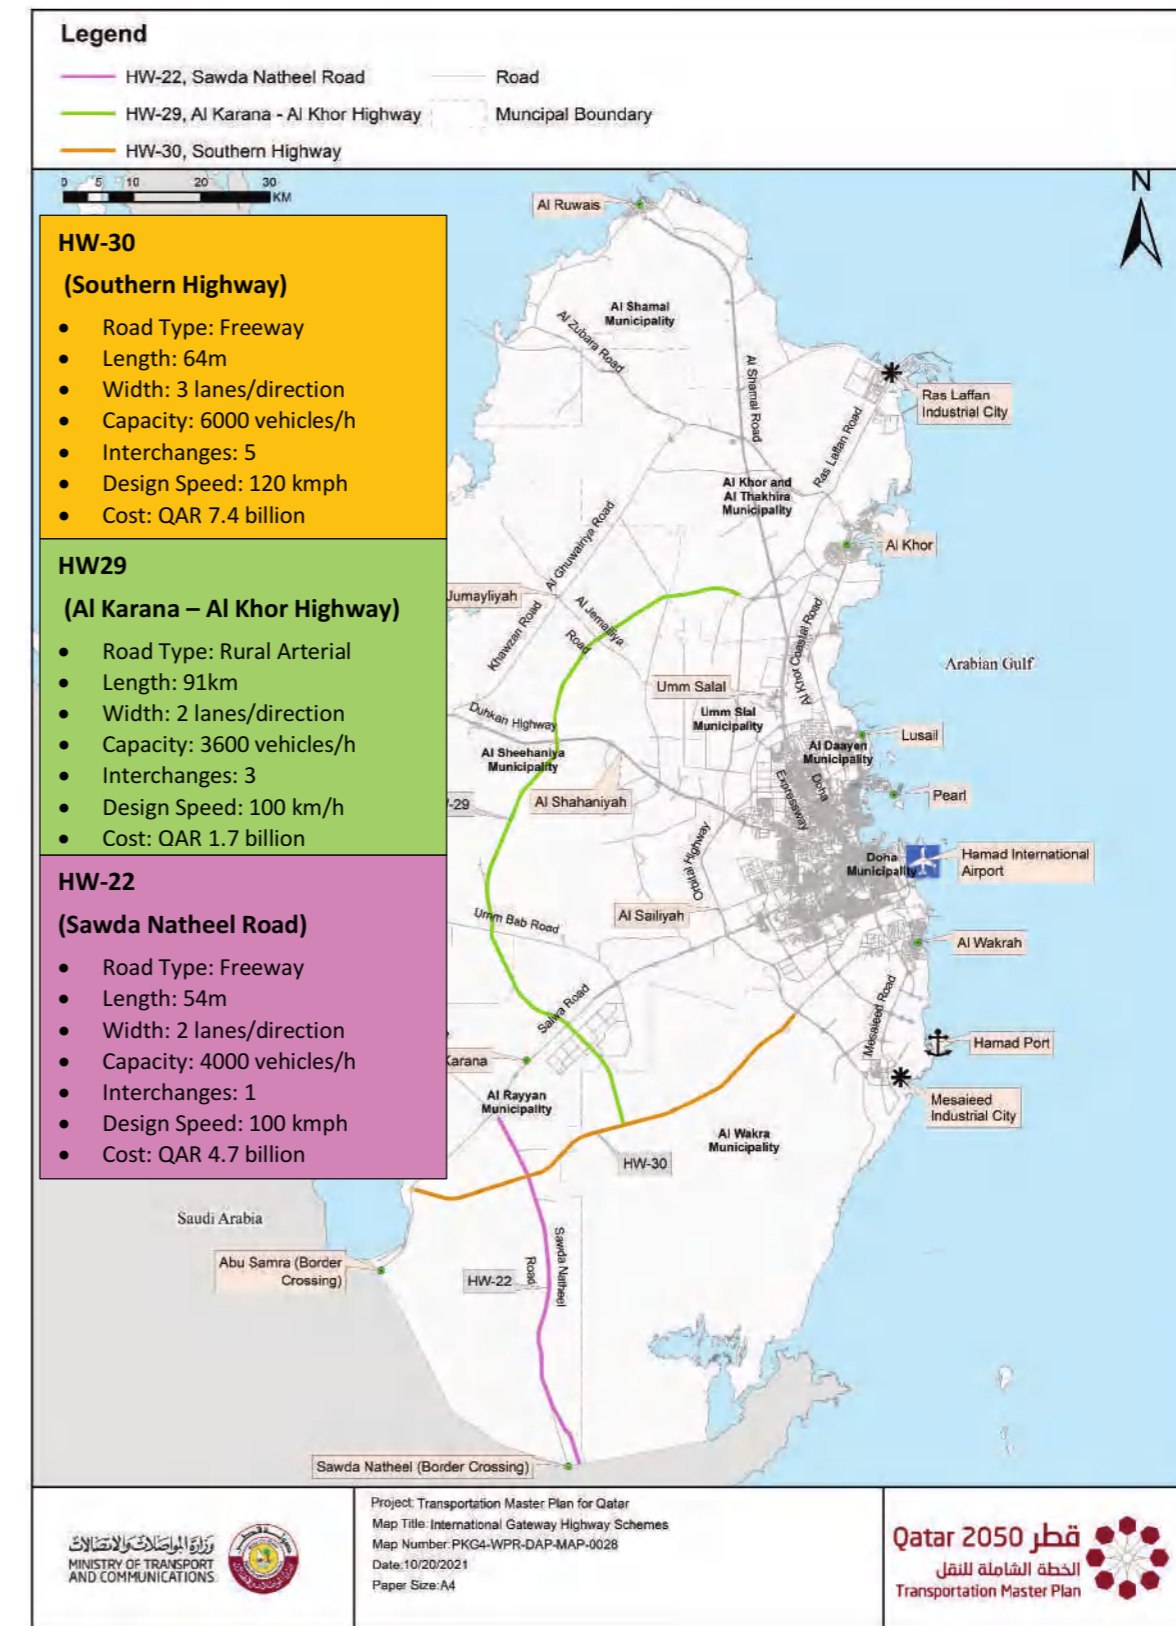 Legend
HW-22, Sawda Natheel Road
Road
HW-29, Al Karana - Al Khor Highway
Muncipal Boundary
HW-30, Southern Highway
0 5 10 20 30
KM
N
HW-30
(Southern Highway)
• Road Type: Freeway
• Length: 64m
• Width: 3 lanes/direction
• Capacity: 6000 vehicles/h
• Interchanges: 5
• Design Speed: 120 kmph
• Cost: QAR 7.4 billion
HW29
(Al Karana – Al Khor Highway)
• Road Type: Rural Arterial
• Length: 91km
• Width: 2 lanes/direction
• Capacity: 3600 vehicles/h
• Interchanges: 3
• Design Speed: 100 km/h
• Cost: QAR 1.7 billion
HW-22
(Sawda Natheel Road)
• Road Type: Freeway
• Length: 54m
• Width: 2 lanes/direction
• Capacity: 4000 vehicles/h
• Interchanges: 1
• Design Speed: 100 kmph
• Cost: QAR 4.7 billion
Al Ruwais
Al Shamal
Municipality
Al Zubara Road
Al Shamal Road
Ras Laffan
Industrial City
Ras Laffan Road
Al Khor and
Al Thakhira
Municipality
Al Khor
Al Ghuwairiya Road
Jumayliyah
Al Jemailiya
Road
Khawzan Road
Al Khor Coastal Road
Arabian Gulf
Umm Salal
Umm Slal
Municipality
Duhkan Highway
Al Sheehaniya
Municipality
Al Daayen
Municipality
Lusail
Doha
Expressway
Pearl
-29
Al Shahaniyah
Orbital Highway
Doha
Municipality
Hamad International
Airport
Al Sailiyah
Umm Bab Road
Al Wakrah
Salwa Road
Mesaieed Road
Hamad Port
Karana
Al Rayyan
Municipality
Mesaieed
Industrial City
Al Wakra
Municipality
HW-30
Saudi Arabia
Abu Samra (Border
Crossing)
HW-22
Sawda Natheel
Road
Sawda Natheel (Border Crossing)
وزارة المواصلات والاتصالات
MINISTRY OF TRANSPORT
AND COMMUNICATIONS
Project: Transportation Master Plan for Qatar
Map Title: International Gateway Highway Schemes
Map Number: PKG4-WPR-DAP-MAP-0028
Date:10/20/2021
Paper Size:A4
Qatar 2050 قطر
الخطة الشاملة للنقل
Transportation Master Plan